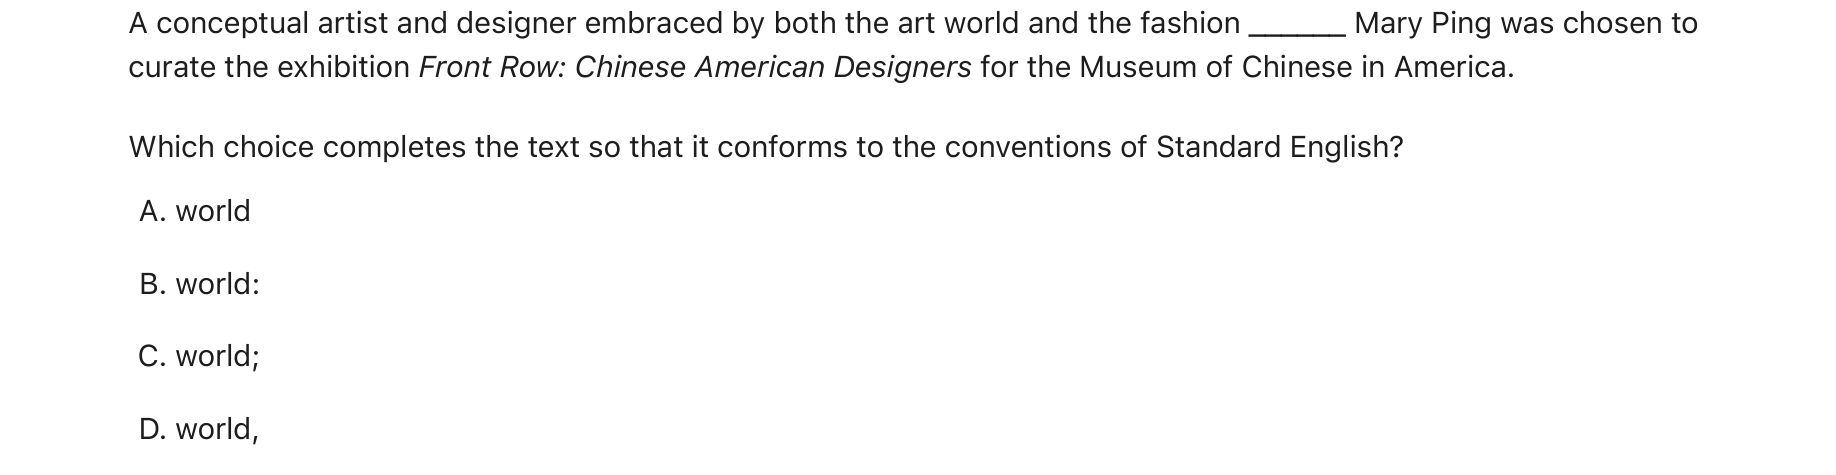 A conceptual artist and designer embraced by both the art world and the fashion ______ Mary Ping was chosen to
curate the exhibition Front Row: Chinese American Designers for the Museum of Chinese in America.
Which choice completes the text so that it conforms to the conventions of Standard English?
A. world
B. world:
C. world;
D. world,